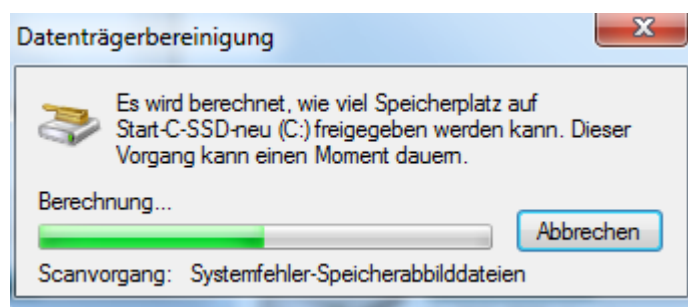 Datenträgerbereinigung
Es wird berechnet, wie viel Speicherplatz auf
Start-C-SSD-neu (C:) freigegeben werden kann. Dieser
Vorgang kann einen Moment dauern.
Berechnung...
Abbrechen
Scanvorgang: Systemfehler-Speicherabbilddateien